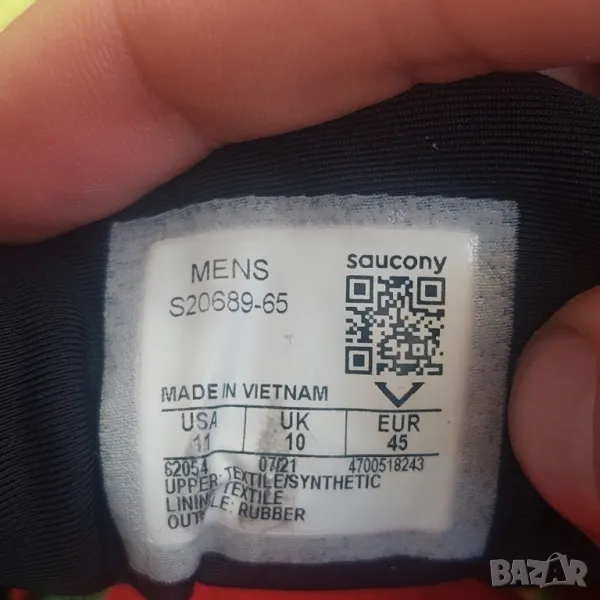 MENS
saucony
S20689-65
MADE IN VIETNAM
USA UK EUR
11 10 45
62054 07/21 4700518243
UPPER: TEXTILE/SYNTHETIC
LINING: TEXTILE
RUBBER
BAZAR